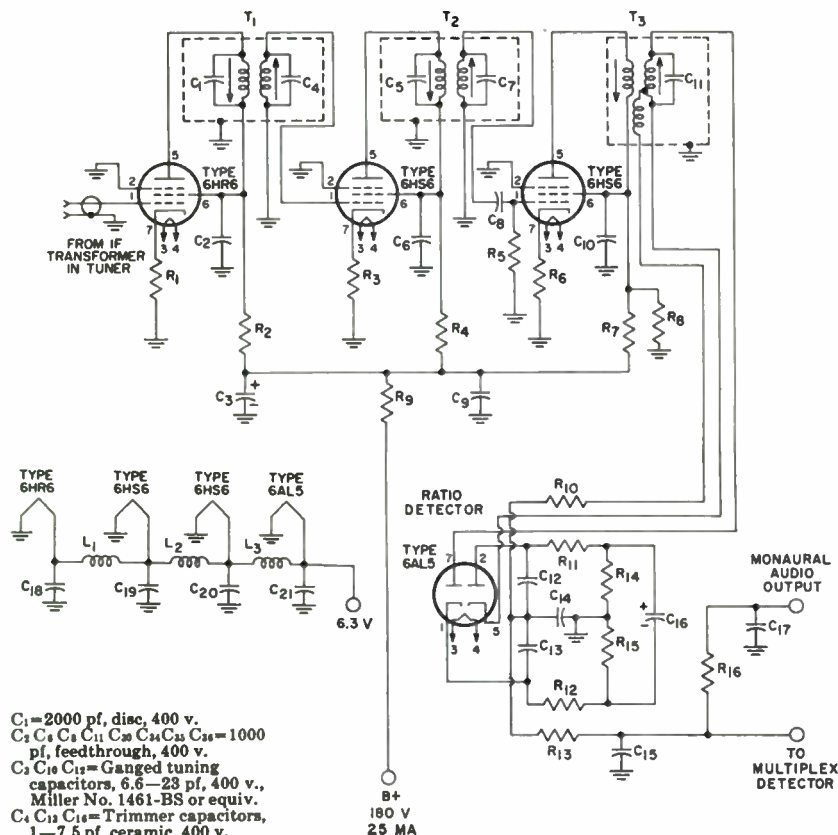 T1
T2
T3
C1
C4
C5
C7
C11
5
5
5
TYPE
6HR6
TYPE
6HS6
TYPE
6HS6
2
1
6
2
1
6
2
1
6
C8
7
3 4
C2
7
3 4
C6
R5
7
3 4
C10
FROM IF
TRANSFORMER
IN TUNER
R1
R3
R6
R2
R4
R7
R8
C3
+
-
R9
C9
TYPE
6HR6
TYPE
6HS6
TYPE
6HS6
TYPE
6AL5
L1
L2
L3
C18
C19
C20
C21
6.3 V
RATIO
DETECTOR
R10
TYPE
6AL5
7
2
R11
C12
R14
C14
+
-
C16
1
3
4
5
C13
R15
R12
MONAURAL
AUDIO
OUTPUT
C17
R16
R13
C15
TO
MULTIPLEX
DETECTOR
B+
180 V
25 MA
C1=2000 pf, disc, 400 v.
C2 C6 C8 C11 C30 C34 C35 C36=1000
pf, feedthrough, 400 v.
C3 C10 C12=Ganged tuning
capacitors, 6.6—23 pf, 400 v.,
Miller No. 1461-BS or equiv.
C4 C13 C16=Trimmer capacitors,
1—7.5 pf, ceramic, 400 v.